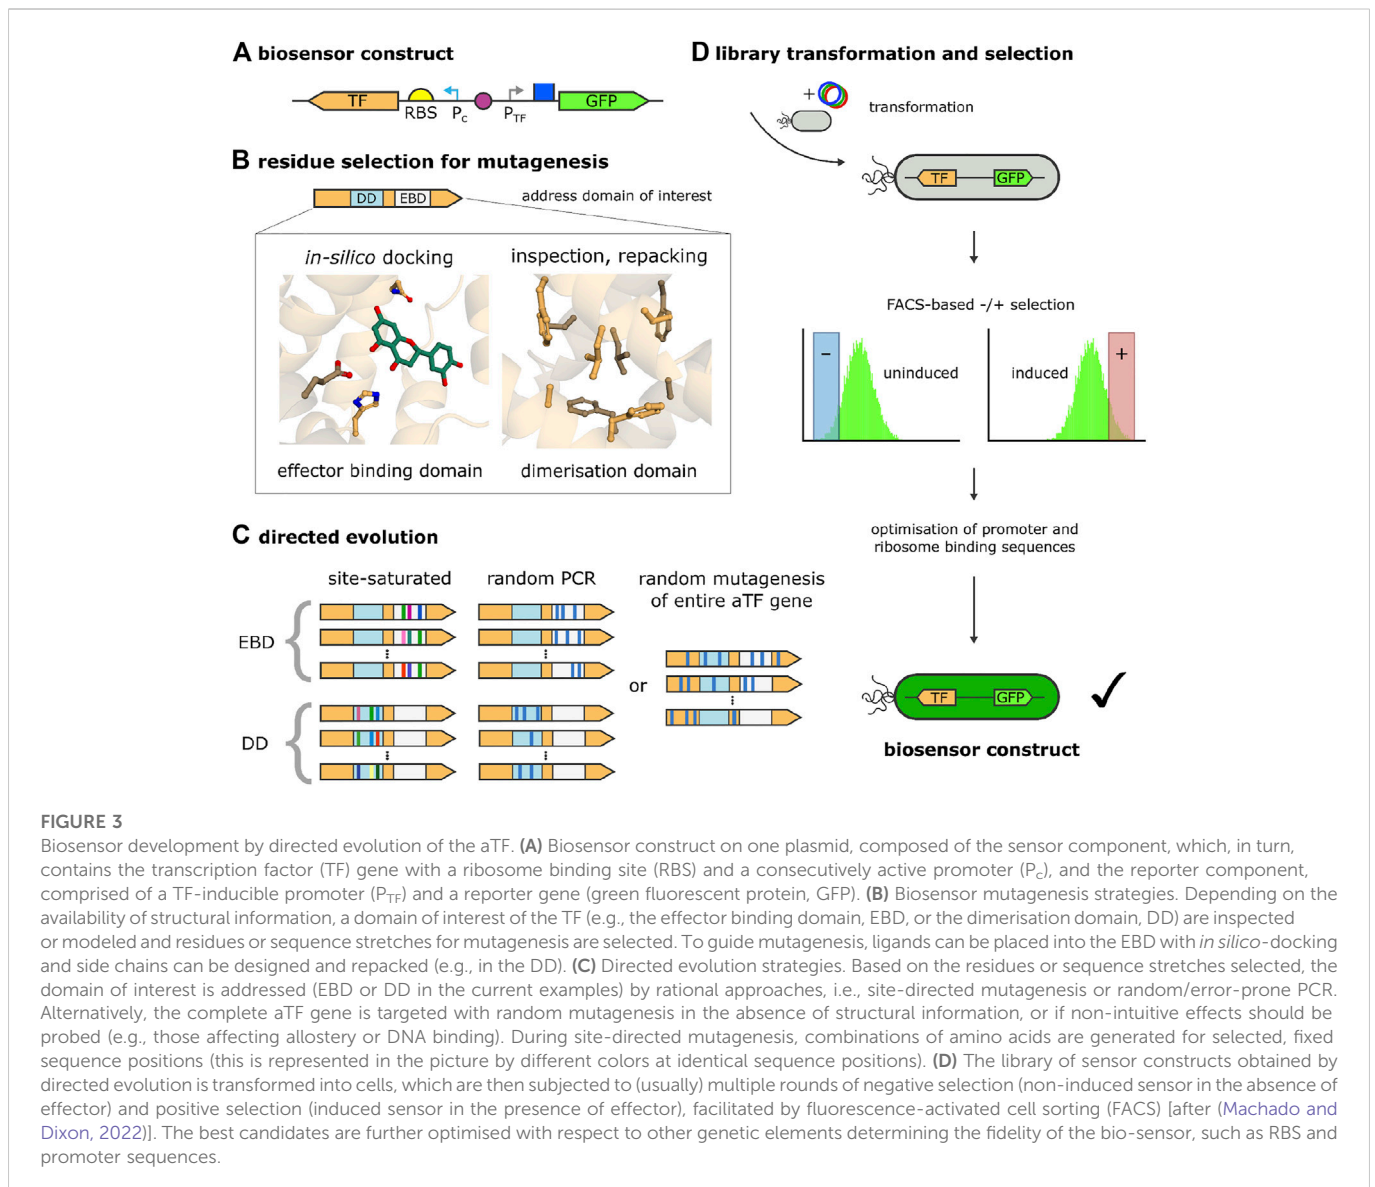 A biosensor construct
TF
RBS
Pc
PTF
GFP
B residue selection for mutagenesis
DD
EBD
address domain of interest
in-silico docking
inspection, repacking
effector binding domain
dimerisation domain
C directed evolution
site-saturated
random PCR
random mutagenesis
of entire aTF gene
EBD
DD
or
D library transformation and selection
+
transformation
TF
GFP
FACS-based -/+ selection
–
uninduced
induced
+
optimisation of promoter and
ribosome binding sequences
TF
GFP
biosensor construct
FIGURE 3
Biosensor development by directed evolution of the aTF. (A) Biosensor construct on one plasmid, composed of the sensor component, which, in turn,
contains the transcription factor (TF) gene with a ribosome binding site (RBS) and a consecutively active promoter (Pc), and the reporter component,
comprised of a TF-inducible promoter (PTF) and a reporter gene (green fluorescent protein, GFP). (B) Biosensor mutagenesis strategies. Depending on the
availability of structural information, a domain of interest of the TF (e.g., the effector binding domain, EBD, or the dimerisation domain, DD) are inspected
or modeled and residues or sequence stretches for mutagenesis are selected. To guide mutagenesis, ligands can be placed into the EBD with in silico-docking
and side chains can be designed and repacked (e.g., in the DD). (C) Directed evolution strategies. Based on the residues or sequence stretches selected, the
domain of interest is addressed (EBD or DD in the current examples) by rational approaches, i.e., site-directed mutagenesis or random/error-prone PCR.
Alternatively, the complete aTF gene is targeted with random mutagenesis in the absence of structural information, or if non-intuitive effects should be
probed (e.g., those affecting allostery or DNA binding). During site-directed mutagenesis, combinations of amino acids are generated for selected, fixed
sequence positions (this is represented in the picture by different colors at identical sequence positions). (D) The library of sensor constructs obtained by
directed evolution is transformed into cells, which are then subjected to (usually) multiple rounds of negative selection (non-induced sensor in the absence of
effector) and positive selection (induced sensor in the presence of effector), facilitated by fluorescence-activated cell sorting (FACS) [after (Machado and
Dixon, 2022)]. The best candidates are further optimised with respect to other genetic elements determining the fidelity of the bio-sensor, such as RBS and
promoter sequences.